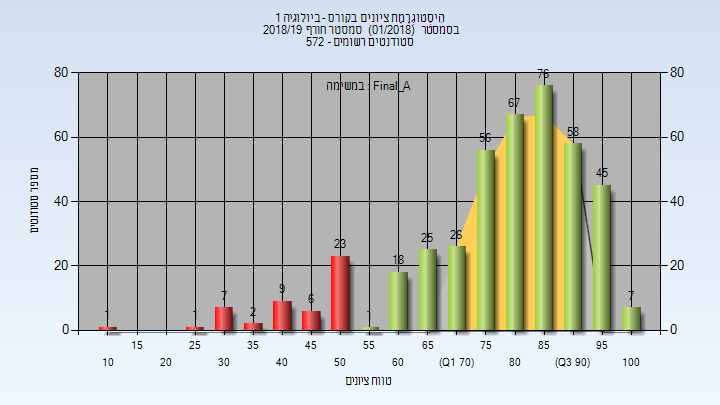 הִיסְטוֹגְרָמַת ציונים בקורס - ביולוגיה 1
בסמסטר (01/2018) סמסטר חורף 2018/19
סטודנטים רשומים - 572
במשימה : Final_A
מספר סטודנטים
80 80
60 60
40 40
20 20
0 0
1 1 7 2 9 6 23 1 18 25 26 56 67 76 58 45 7
15 25 35 45 55 65 75 85 95
10 20 30 40 50 60 (Q1 70) 80 (Q3 90) 100
טווח ציונים